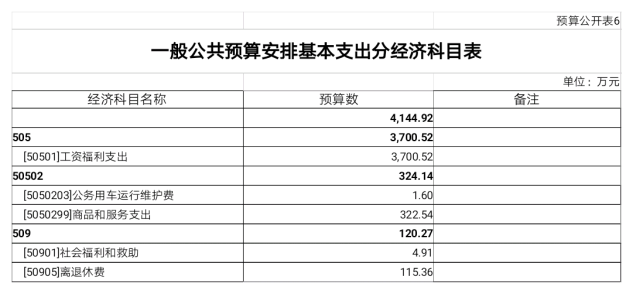 预算公开表6
一般公共预算安排基本支出分经济科目表
单位：万元
经济科目名称 预算数 备注
4,144.92
505 3,700.52
[50501]工资福利支出 3,700.52
50502 324.14
[5050203]公务用车运行维护费 1.60
[5050299]商品和服务支出 322.54
509 120.27
[50901]社会福利和救助 4.91
[50905]离退休费 115.36